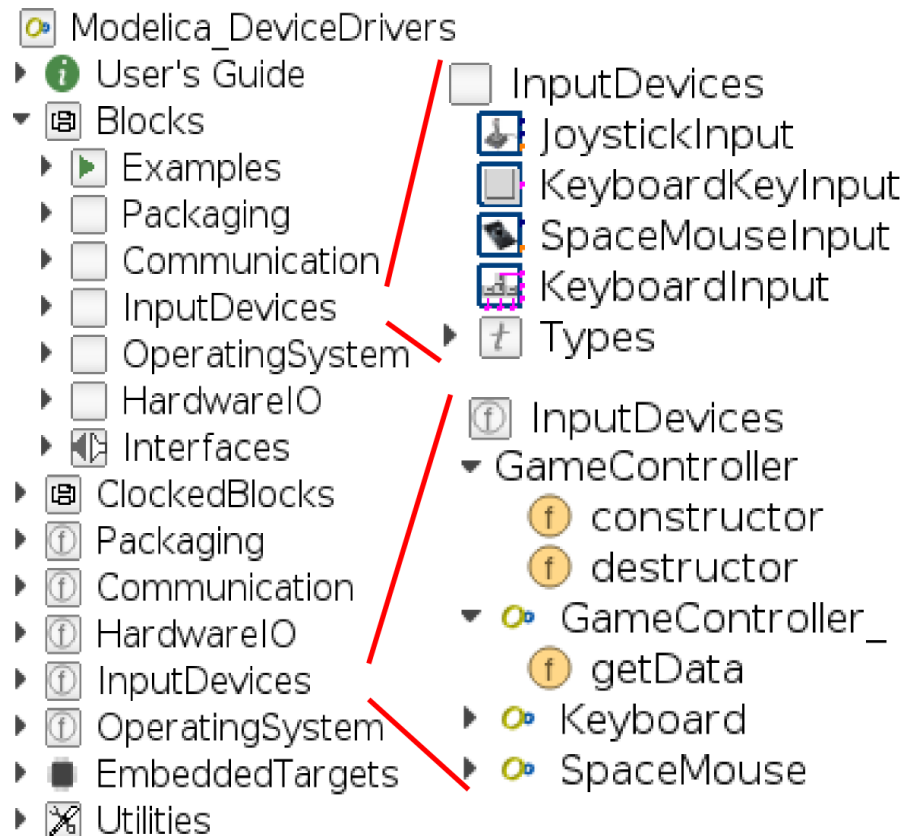 Modelica_DeviceDrivers
User's Guide
Blocks
Examples
Packaging
Communication
InputDevices
OperatingSystem
HardwareIO
Interfaces
ClockedBlocks
Packaging
Communication
HardwareIO
InputDevices
OperatingSystem
EmbeddedTargets
Utilities
InputDevices
JoystickInput
KeyboardKeyInput
SpaceMouseInput
KeyboardInput
t Types
f InputDevices
GameController
f constructor
f destructor
GameController_
f getData
Keyboard
SpaceMouse